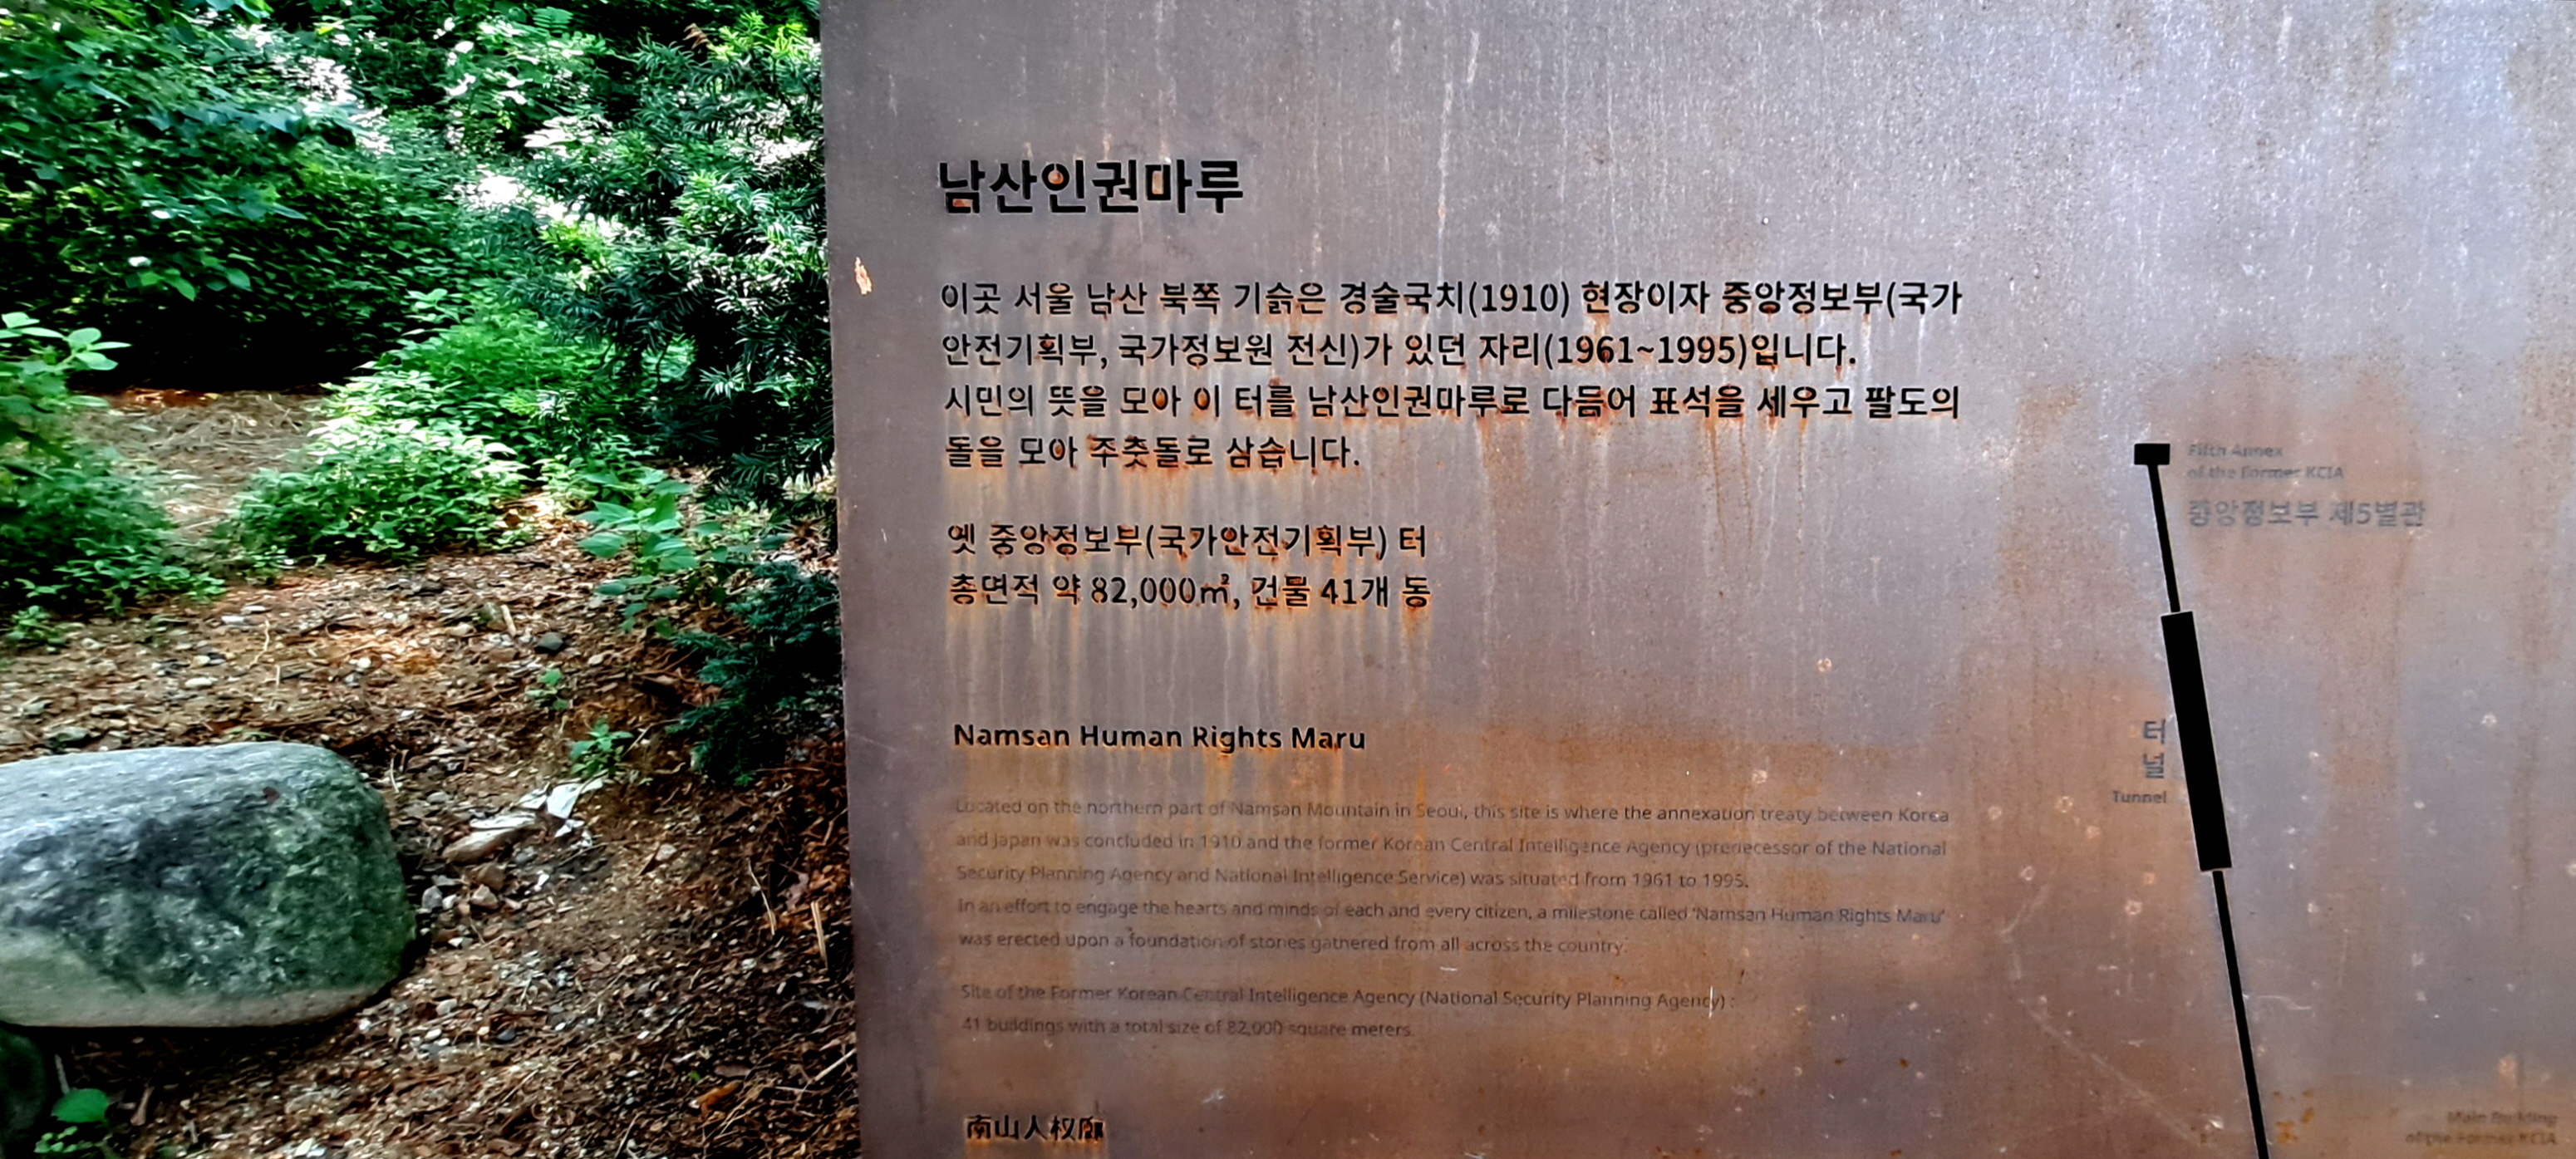 남산인권마루
이곳 서울 남산 북쪽 기슭은 경술국치(1910) 현장이자 중앙정보부(국가
안전기획부, 국가정보원 전신)가 있던 자리(1961~1995)입니다.
시민의 뜻을 모아 이 터를 남산인권마루로 다듬어 표석을 세우고 팔도의
돌을 모아 주춧돌로 삼습니다.
옛 중앙정보부(국가안전기획부) 터
총면적 약 82,000㎡, 건물 41개 동
Namsan Human Rights Maru
Located on the northern part of Namsan Mountain in Seoul, this site is where the annexation treaty between Korea
and Japan was concluded in 1910 and the former Korean Central Intelligence Agency (predecessor of the National
Security Planning Agency and National Intelligence Service) was situated from 1961 to 1995.
In an effort to engage the hearts and minds of each and every citizen, a milestone called 'Namsan Human Rights Maru'
was erected upon a foundation of stones gathered from all across the country.
Site of the Former Korean Central Intelligence Agency (National Security Planning Agency) :
41 buildings with a total size of 82,000 square meters.
南山人权廊
Fifth Annex
of the Former KCIA
중앙정보부 제5별관
터
널
Tunnel
Main Building
of the Former KCIA